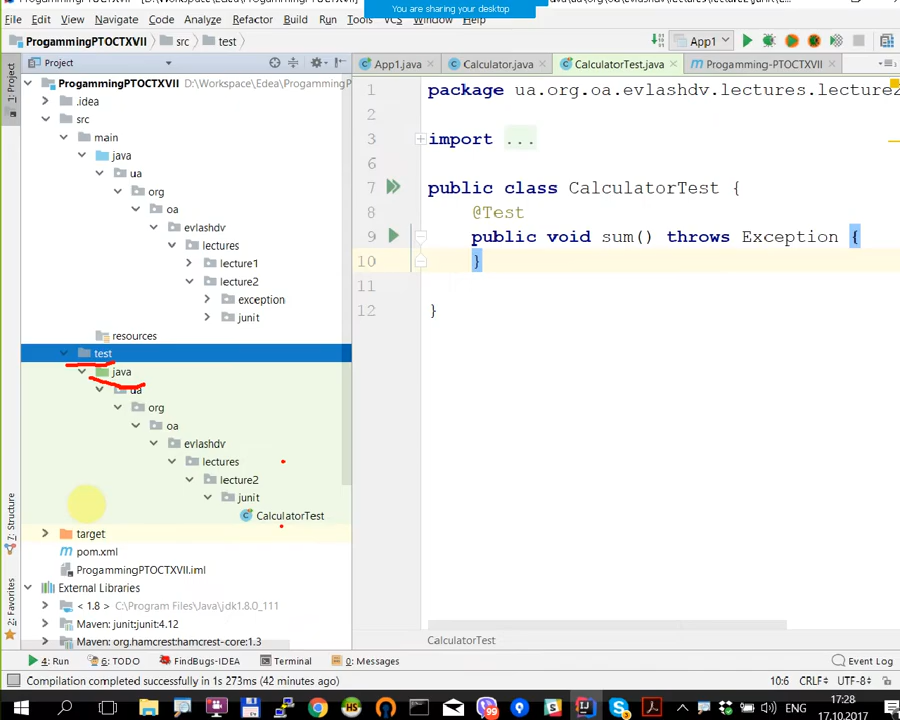 You are sharing your desktop
File Edit View Navigate Code Analyze Refactor Build Run Tools VCS Window Help
ProgammingPTOCTXVII src test App1
Project App1.java Calculator.java CalculatorTest.java Progamming-PTOCTXVII
1: Project
ProgammingPTOCTXVII D:\Workspace\Edea\Progamming
.idea
src
main
java
ua
org
oa
evlashdv
lectures
lecture1
lecture2
exception
junit
resources
test
java
ua
org
oa
evlashdv
lectures
lecture2
junit
CalculatorTest
target
pom.xml
ProgammingPTOCTXVII.iml
External Libraries
< 1.8 > C:\Program Files\Java\jdk1.8.0_111
Maven: junit:junit:4.12
Maven: org.hamcrest:hamcrest-core:1.3
7: Structure
2: Favorites
1 package ua.org.oa.evlashdv.lectures.lecture2
2
3 import ...
6
7 public class CalculatorTest {
8 @Test
9 public void sum() throws Exception {
10 }
11
12 }
CalculatorTest
4: Run 6: TODO FindBugs-IDEA Terminal 0: Messages Event Log
Compilation completed successfully in 1s 273ms (42 minutes ago) 10:6 CRLF UTF-8
HS 99 ENG 17:28
17.10.2017